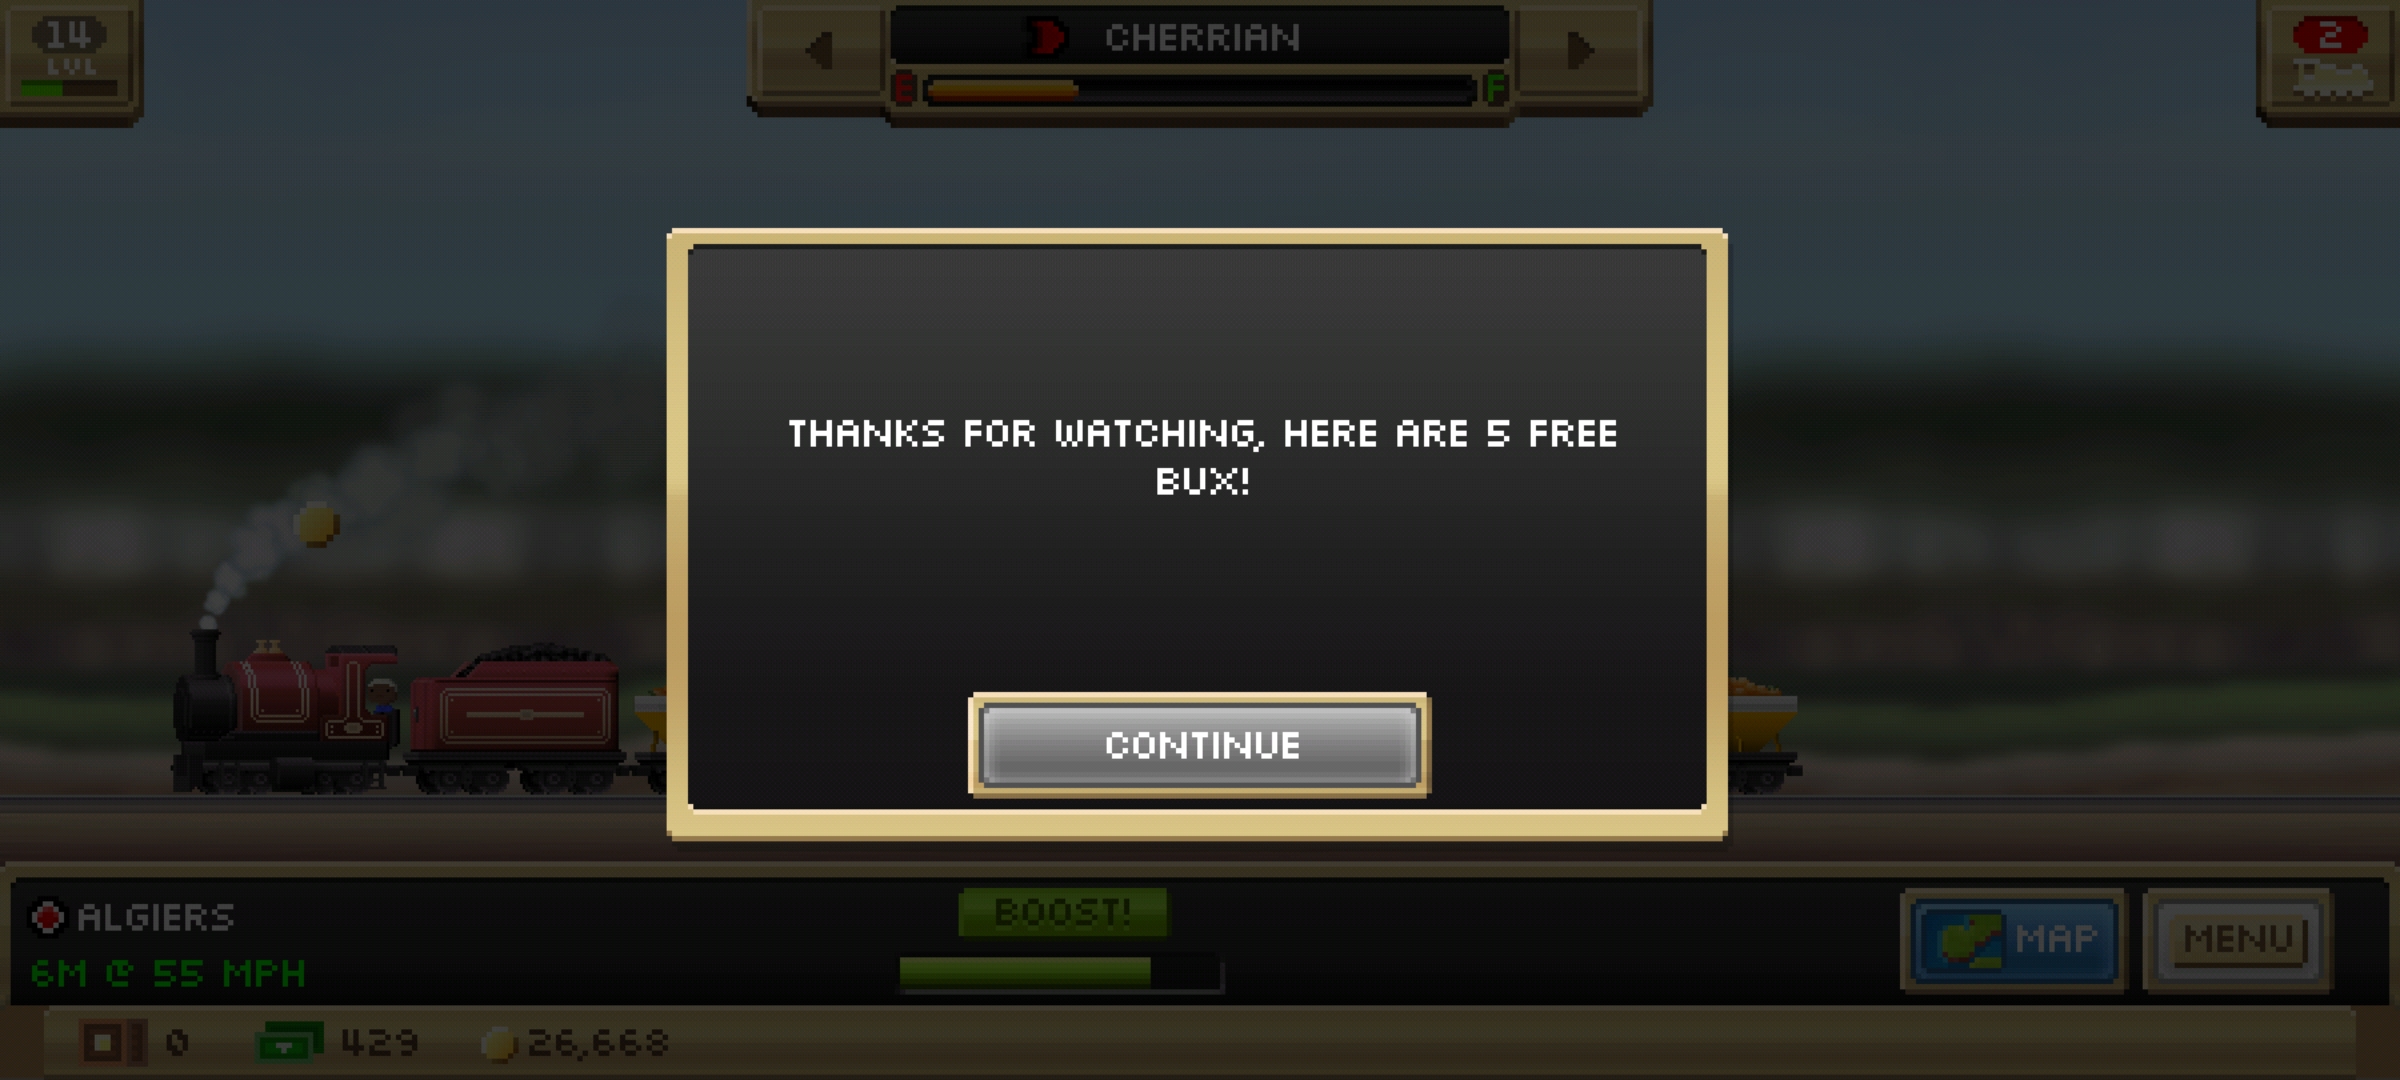 14
LVL
CHERRIAN
E
F
2
THANKS FOR WATCHING, HERE ARE 5 FREE
BUX!
CONTINUE
ALGIERS
6M @ 55 MPH
BOOST!
MAP
MENU
0
429
26,668